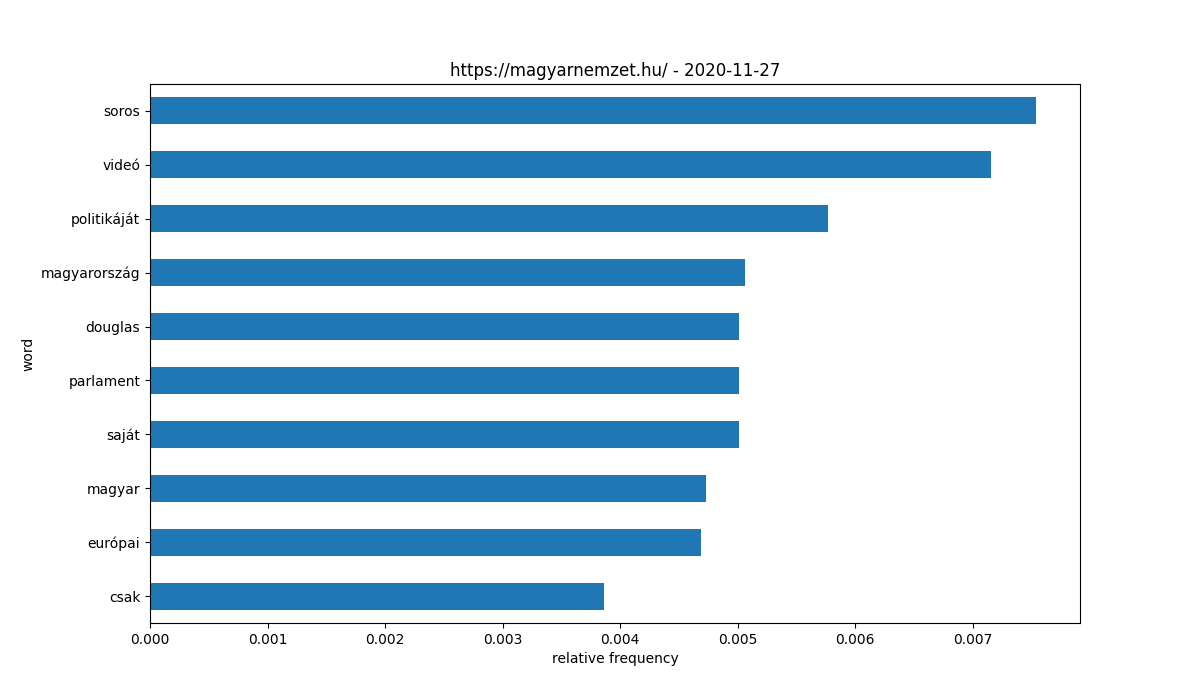 https://magyarnemzet.hu/ - 2020-11-27
soros
videó
politikáját
magyarország
douglas
parlament
saját
magyar
európai
csak
word
0.000 0.001 0.002 0.003 0.004 0.005 0.006 0.007
relative frequency